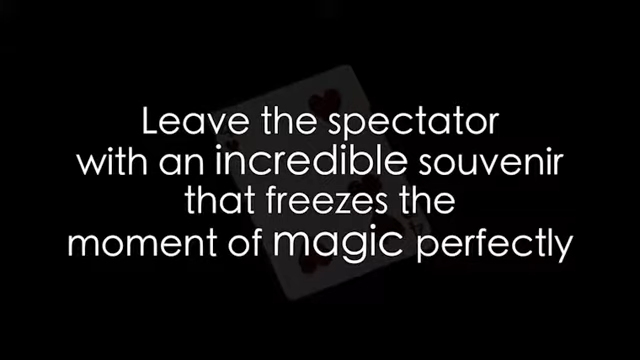 Leave the spectator
with an incredible souvenir
that freezes the
moment of magic perfectly